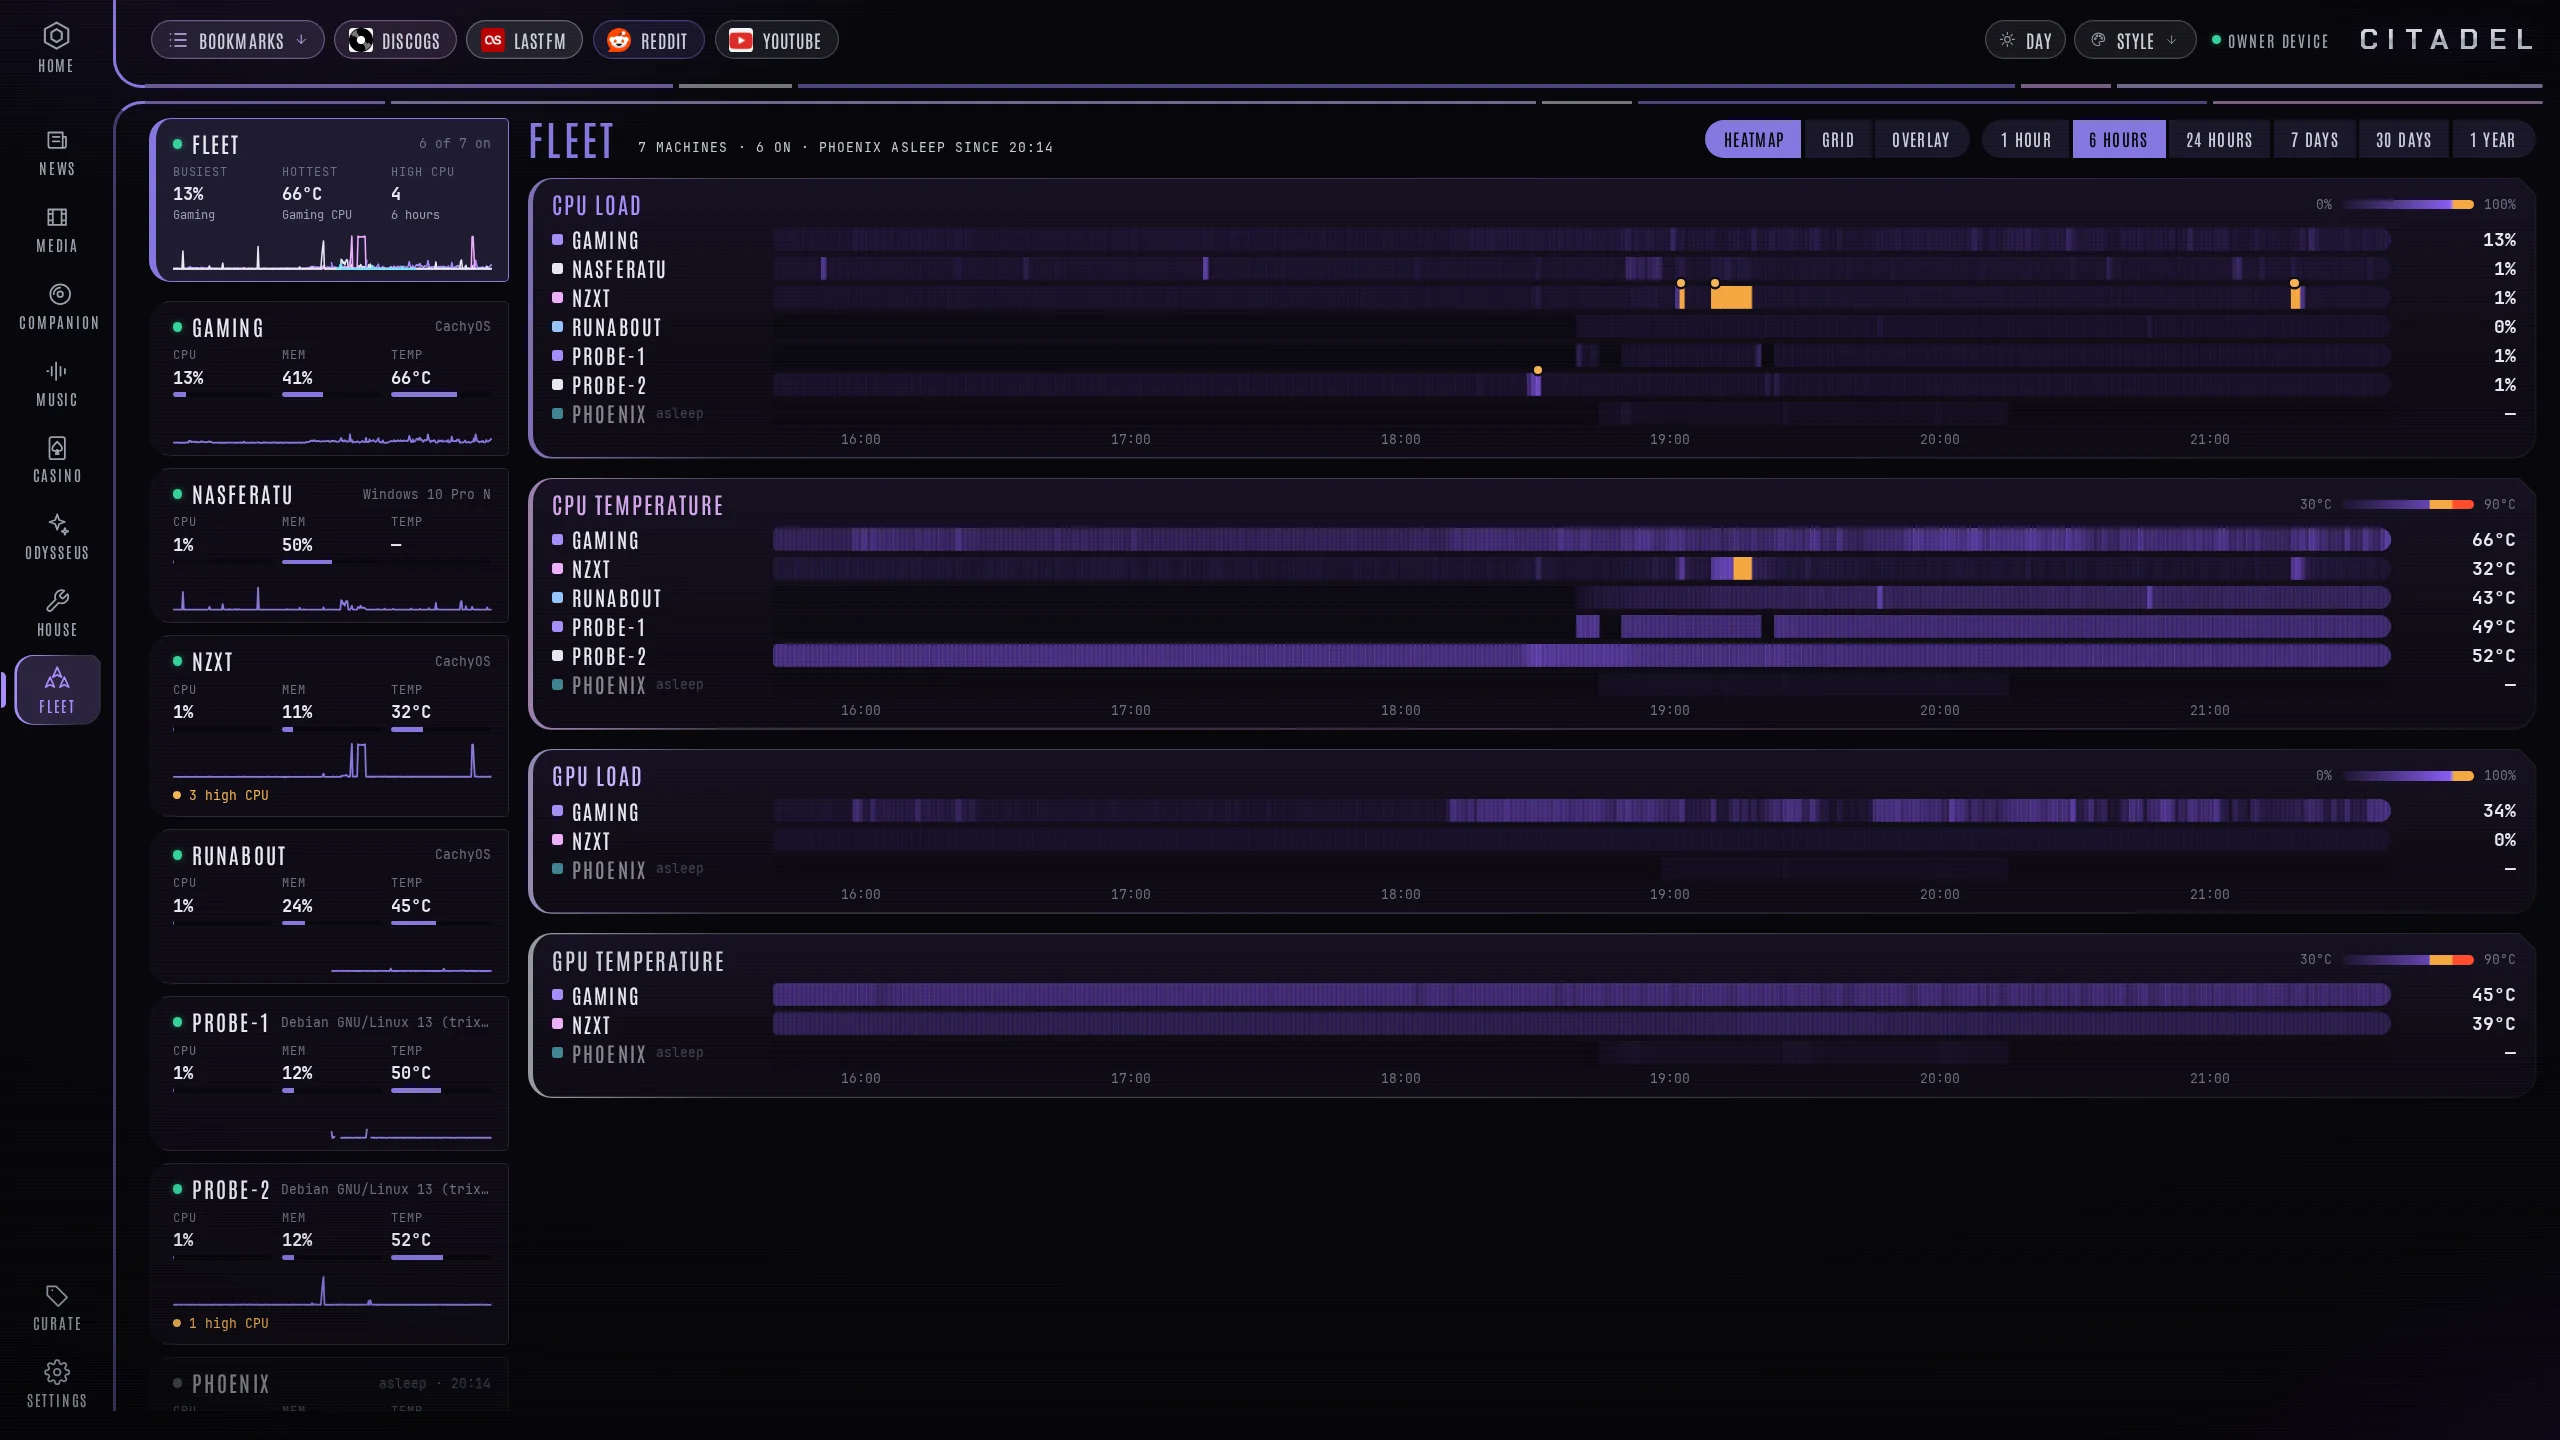 HOME
BOOKMARKS ↓ DISCOGS LASTFM REDDIT YOUTUBE
DAY STYLE ↓ OWNER DEVICE CITADEL
NEWS
MEDIA
COMPANION
MUSIC
CASINO
ODYSSEUS
HOUSE
FLEET
CURATE
SETTINGS
FLEET 6 of 7 on
BUSIEST HOTTEST HIGH CPU
13% 66°C 4
Gaming Gaming CPU 6 hours
GAMING CachyOS
CPU MEM TEMP
13% 41% 66°C
NASFERATU Windows 10 Pro N
CPU MEM TEMP
1% 50% —
NZXT CachyOS
CPU MEM TEMP
1% 11% 32°C
3 high CPU
RUNABOUT CachyOS
CPU MEM TEMP
1% 24% 45°C
PROBE-1 Debian GNU/Linux 13 (trix…
CPU MEM TEMP
1% 12% 50°C
PROBE-2 Debian GNU/Linux 13 (trix…
CPU MEM TEMP
1% 12% 52°C
1 high CPU
PHOENIX asleep · 20:14
CPU MEM TEMP
FLEET 7 MACHINES · 6 ON · PHOENIX ASLEEP SINCE 20:14
HEATMAP GRID OVERLAY 1 HOUR 6 HOURS 24 HOURS 7 DAYS 30 DAYS 1 YEAR
CPU LOAD 0% 100%
GAMING 13%
NASFERATU 1%
NZXT 1%
RUNABOUT 0%
PROBE-1 1%
PROBE-2 1%
PHOENIX asleep —
16:00 17:00 18:00 19:00 20:00 21:00
CPU TEMPERATURE 30°C 90°C
GAMING 66°C
NZXT 32°C
RUNABOUT 43°C
PROBE-1 49°C
PROBE-2 52°C
PHOENIX asleep —
16:00 17:00 18:00 19:00 20:00 21:00
GPU LOAD 0% 100%
GAMING 34%
NZXT 0%
PHOENIX asleep —
16:00 17:00 18:00 19:00 20:00 21:00
GPU TEMPERATURE 30°C 90°C
GAMING 45°C
NZXT 39°C
PHOENIX asleep —
16:00 17:00 18:00 19:00 20:00 21:00